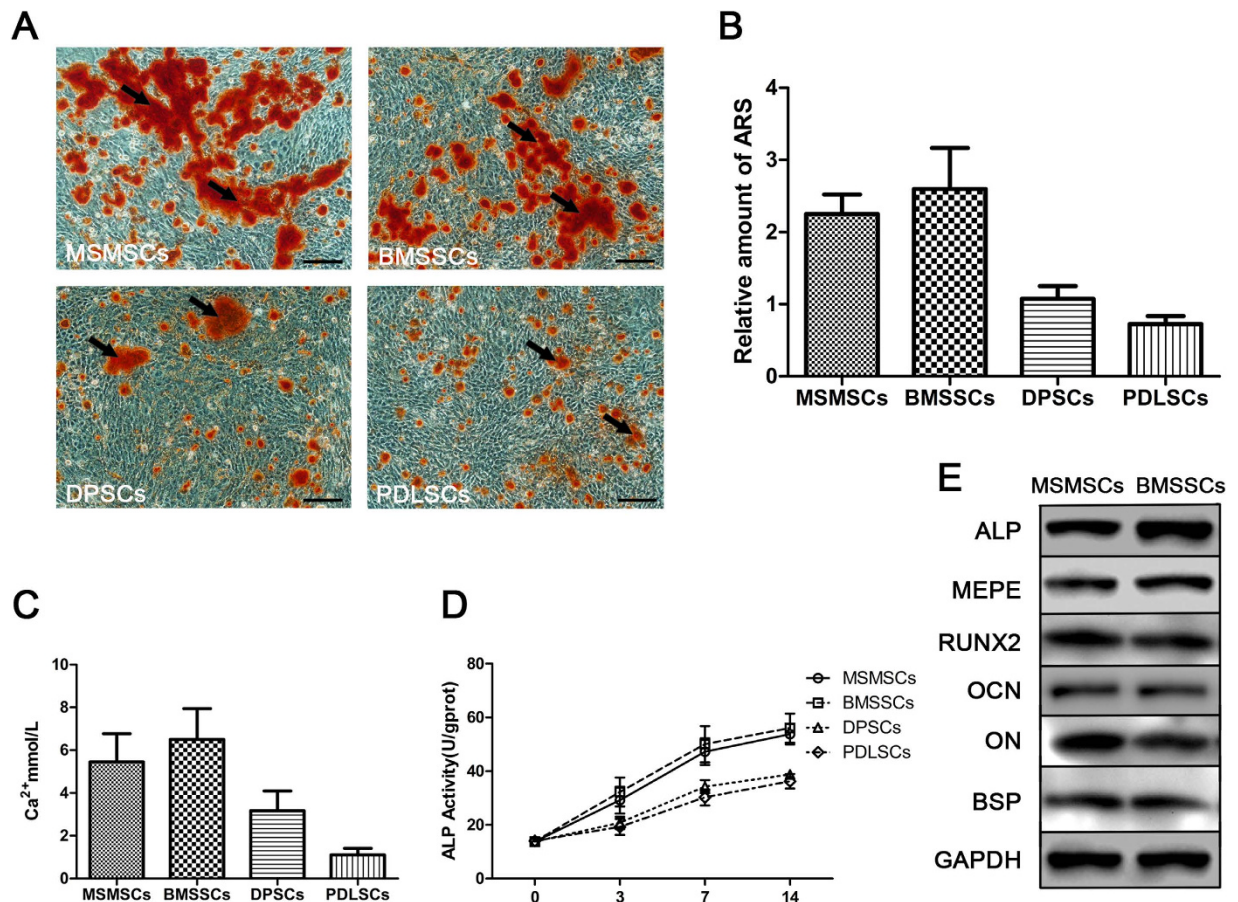 A
MSMSCs
BMSSCs
DPSCs
PDLSCs
B
Relative amount of ARS
4
3
2
1
0
MSMSCs BMSSCs DPSCs PDLSCs
C
Ca2+mmol/L
10
8
6
4
2
0
MSMSCs BMSSCs DPSCs PDLSCs
D
ALP Activity(U/gprot)
80
60
40
20
0
0 3 7 14
MSMSCs
BMSSCs
DPSCs
PDLSCs
E
MSMSCs BMSSCs
ALP
MEPE
RUNX2
OCN
ON
BSP
GAPDH